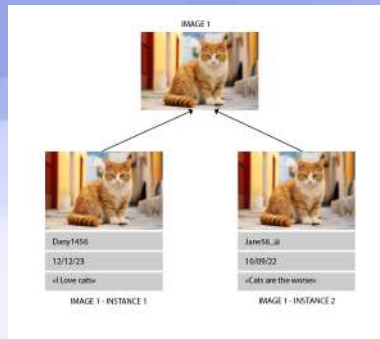 IMAGE 1
Dany1456
12/12/23
«I Love cats»
IMAGE 1 - INSTANCE 1
Jane56_@
10/09/22
«Cats are the worse»
IMAGE 1 - INSTANCE 2